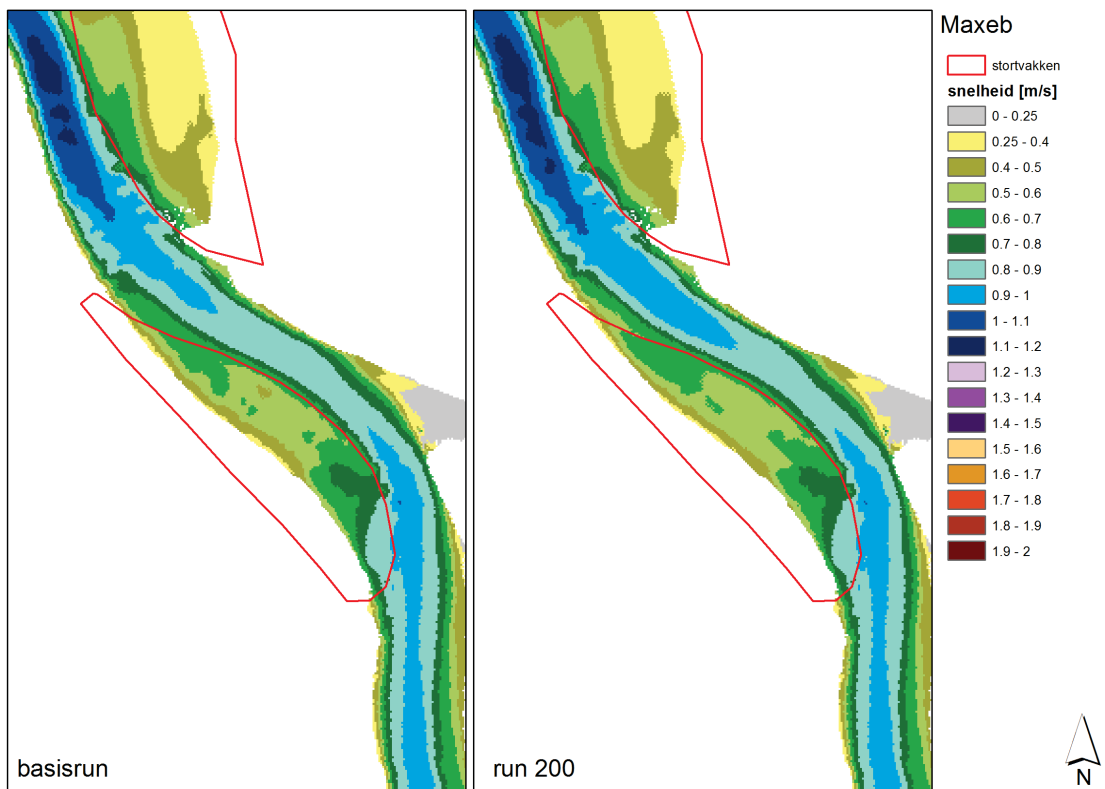 Maxeb
stortvakken
snelheid [m/s]
0 - 0.25
0.25 - 0.4
0.4 - 0.5
0.5 - 0.6
0.6 - 0.7
0.7 - 0.8
0.8 - 0.9
0.9 - 1
1 - 1.1
1.1 - 1.2
1.2 - 1.3
1.3 - 1.4
1.4 - 1.5
1.5 - 1.6
1.6 - 1.7
1.7 - 1.8
1.8 - 1.9
1.9 - 2
basisrun
run 200
N